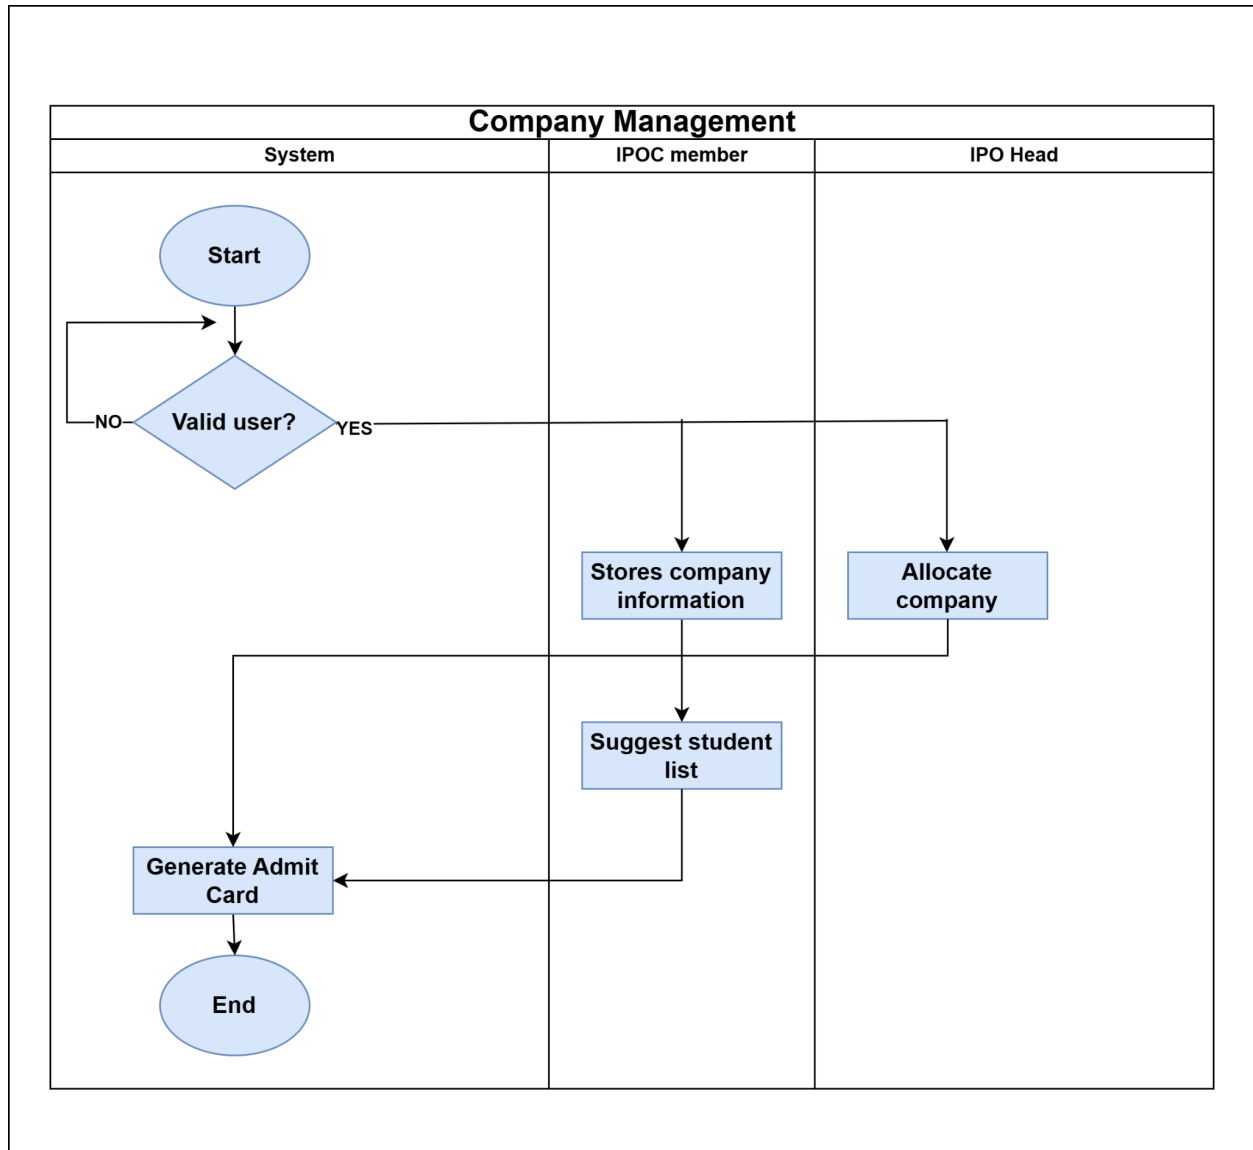 Company Management
System
IPOC member
IPO Head
Start
Valid user?
NO
YES
Stores company
information
Allocate
company
Suggest student
list
Generate Admit
Card
End